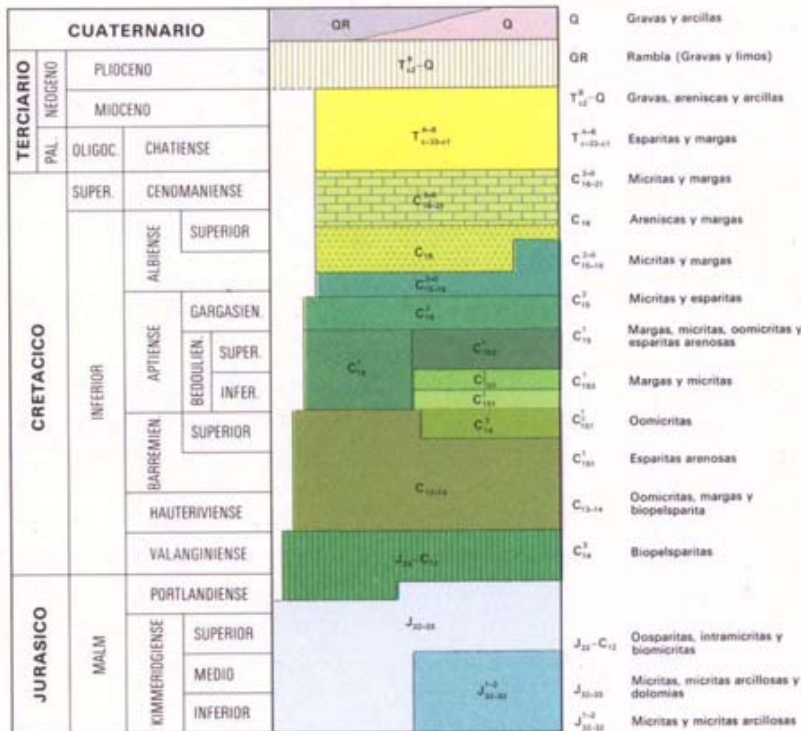 CUATERNARIO
QR
Q
TERCIARIO
NEOGENO
PLIOCENO
MIOCENO
PAL.
OLIGOC.
CHATIENSE
CRETACICO
SUPER.
CENOMANIENSE
INFERIOR
ALBIENSE
SUPERIOR
APTIENSE
GARGASIEN.
BEDOULIEN.
SUPER.
INFER.
BARREMIEN.
SUPERIOR
HAUTERIVIENSE
VALANGINIENSE
JURASICO
MALM
PORTLANDIENSE
KIMMERIDGIENSE
SUPERIOR
MEDIO
INFERIOR
Q Gravas y arcillas
QR Rambla (Gravas y limos)
Gravas, areniscas y arcillas
Esparitas y margas
Micritas y margas
Areniscas y margas
Micritas y margas
Micritas y esparitas
Margas, micritas, oomicritas y
esparitas arenosas
Margas y micritas
Oomicritas
Esparitas arenosas
Oomicritas, margas y
biopelsparita
Biopelsparitas
Oosparitas, intramicritas y
biomicritas
Micritas, micritas arcillosas y
dolomias
Micritas y micritas arcillosas